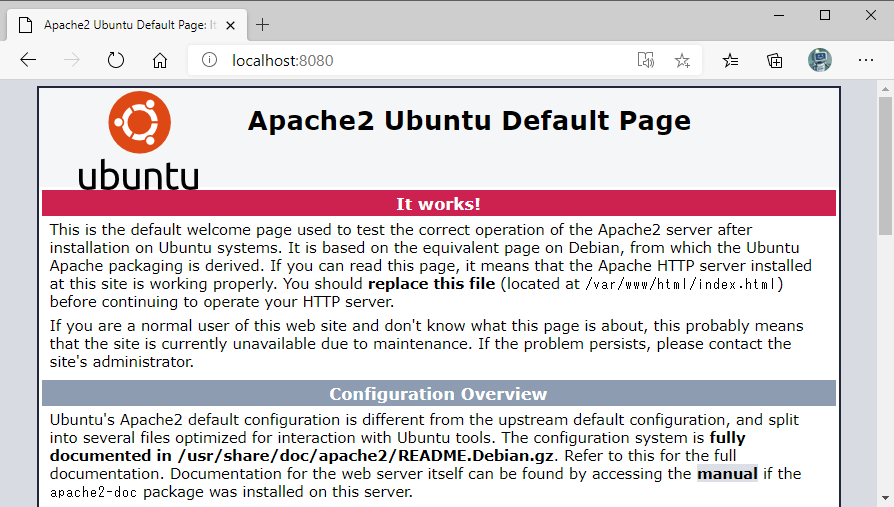 Apache2 Ubuntu Default Page: It
localhost:8080
ubuntu
Apache2 Ubuntu Default Page
It works!
This is the default welcome page used to test the correct operation of the Apache2 server after
installation on Ubuntu systems. It is based on the equivalent page on Debian, from which the Ubuntu
Apache packaging is derived. If you can read this page, it means that the Apache HTTP server installed
at this site is working properly. You should replace this file (located at /var/www/html/index.html)
before continuing to operate your HTTP server.
If you are a normal user of this web site and don't know what this page is about, this probably means
that the site is currently unavailable due to maintenance. If the problem persists, please contact the
site's administrator.
Configuration Overview
Ubuntu's Apache2 default configuration is different from the upstream default configuration, and split
into several files optimized for interaction with Ubuntu tools. The configuration system is fully
documented in /usr/share/doc/apache2/README.Debian.gz. Refer to this for the full
documentation. Documentation for the web server itself can be found by accessing the manual if the
apache2-doc package was installed on this server.